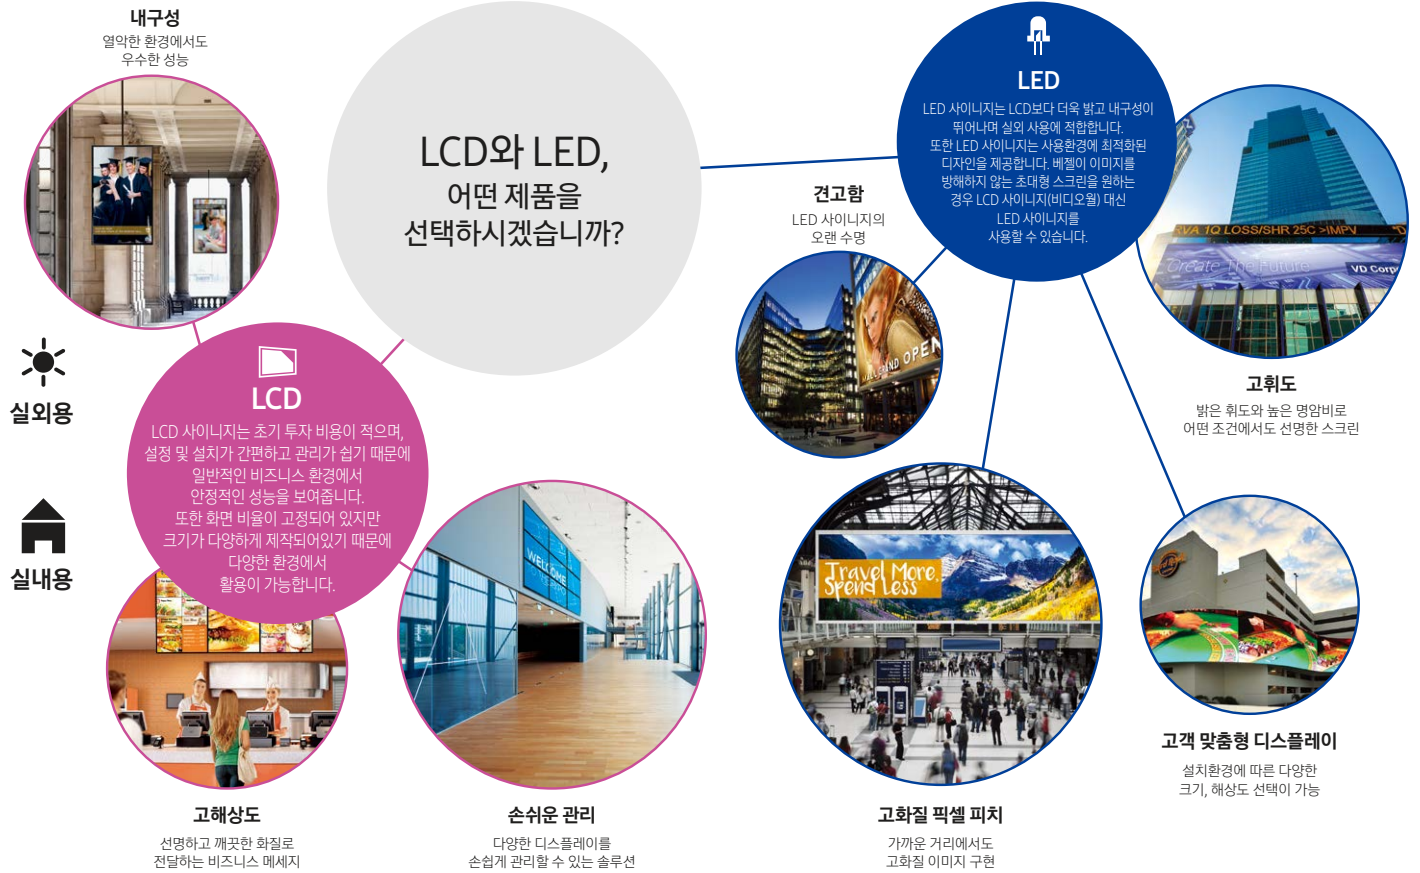 내구성
열악한 환경에서도
우수한 성능
LCD와 LED,
어떤 제품을
선택하시겠습니까?
LED
LED 사이니지는 LCD보다 더욱 밝고 내구성이
뛰어나며 실외 사용에 적합합니다.
또한 LED 사이니지는 사용환경에 최적화된
디자인을 제공합니다. 베젤이 이미지를
방해하지 않는 초대형 스크린을 원하는
경우 LCD 사이니지(비디오월) 대신
LED 사이니지를
사용할 수 있습니다.
견고함
LED 사이니지의
오랜 수명
MALL GRAND OPEN
RVA 1Q LOSS/SHR 25C >IMPV
Create The Future
VD Corp
고휘도
밝은 휘도와 높은 명암비로
어떤 조건에서도 선명한 스크린
실외용
실내용
LCD
LCD 사이니지는 초기 투자 비용이 적으며,
설정 및 설치가 간편하고 관리가 쉽기 때문에
일반적인 비즈니스 환경에서
안정적인 성능을 보여줍니다.
또한 화면 비율이 고정되어 있지만
크기가 다양하게 제작되어있기 때문에
다양한 환경에서
활용이 가능합니다.
고해상도
선명하고 깨끗한 화질로
전달하는 비즈니스 메세지
WELCOME
손쉬운 관리
다양한 디스플레이를
손쉽게 관리할 수 있는 솔루션
Travel More,
Spend Less
고화질 픽셀 피치
가까운 거리에서도
고화질 이미지 구현
고객 맞춤형 디스플레이
설치환경에 따른 다양한
크기, 해상도 선택이 가능